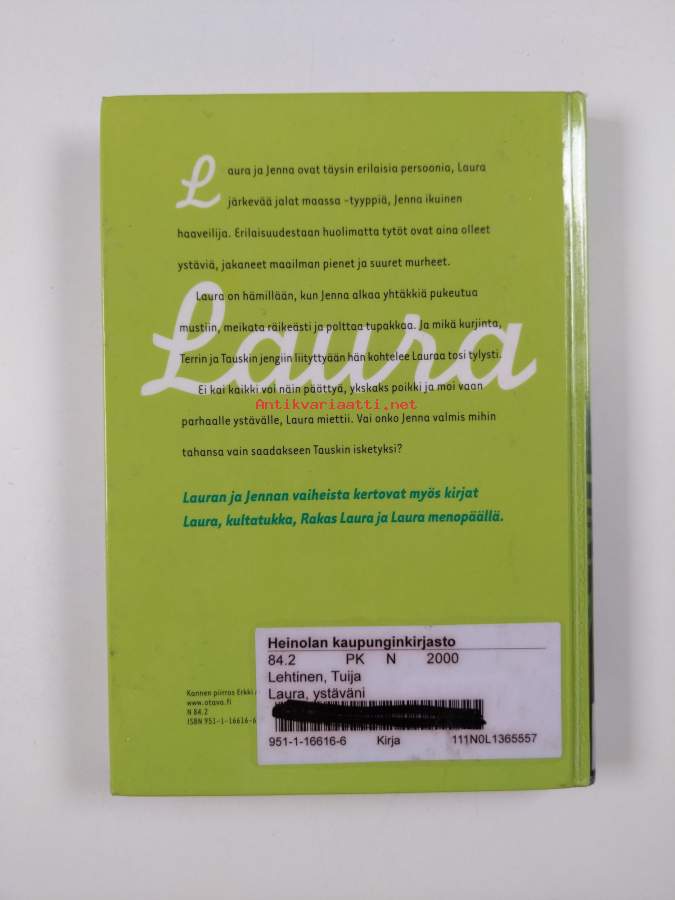 Laura ja Jenna ovat täysin erilaisia persoonia, Laura
järkevää jalat maassa -tyyppiä, Jenna ikuinen
haaveilija. Erilaisuudestaan huolimatta tytöt ovat aina olleet
ystäviä, jakaneet maailman pienet ja suuret murheet.
Laura on hämillään, kun Jenna alkaa yhtäkkiä pukeutua
Laura
mustiin, meikata räikeästi ja polttaa tupakkaa. Ja mikä kurjinta,
Terrin ja Tauskin jengiin liityttyään hän kohtelee Lauraa tosi tylysti.
Ei kai kaikki voi näin päättyä, ykskaks poikki ja moi vaan
Antikvariaatti.net
parhaalle ystävälle, Laura miettii. Vai onko Jenna valmis mihin
tahansa vain saadakseen Tauskin isketyksi?
Lauran ja Jennan vaiheista kertovat myös kirjat
Laura, kultatukka, Rakas Laura ja Laura menopäällä.
Heinolan kaupunginkirjasto
84.2 PK N 2000
Lehtinen, Tuija
Laura, ystäväni
951-1-16616-6 Kirja 111N0L1365557
Kannen piirros Erkki
www.otava.fi
N 84.2
ISBN 951-1-16616-6